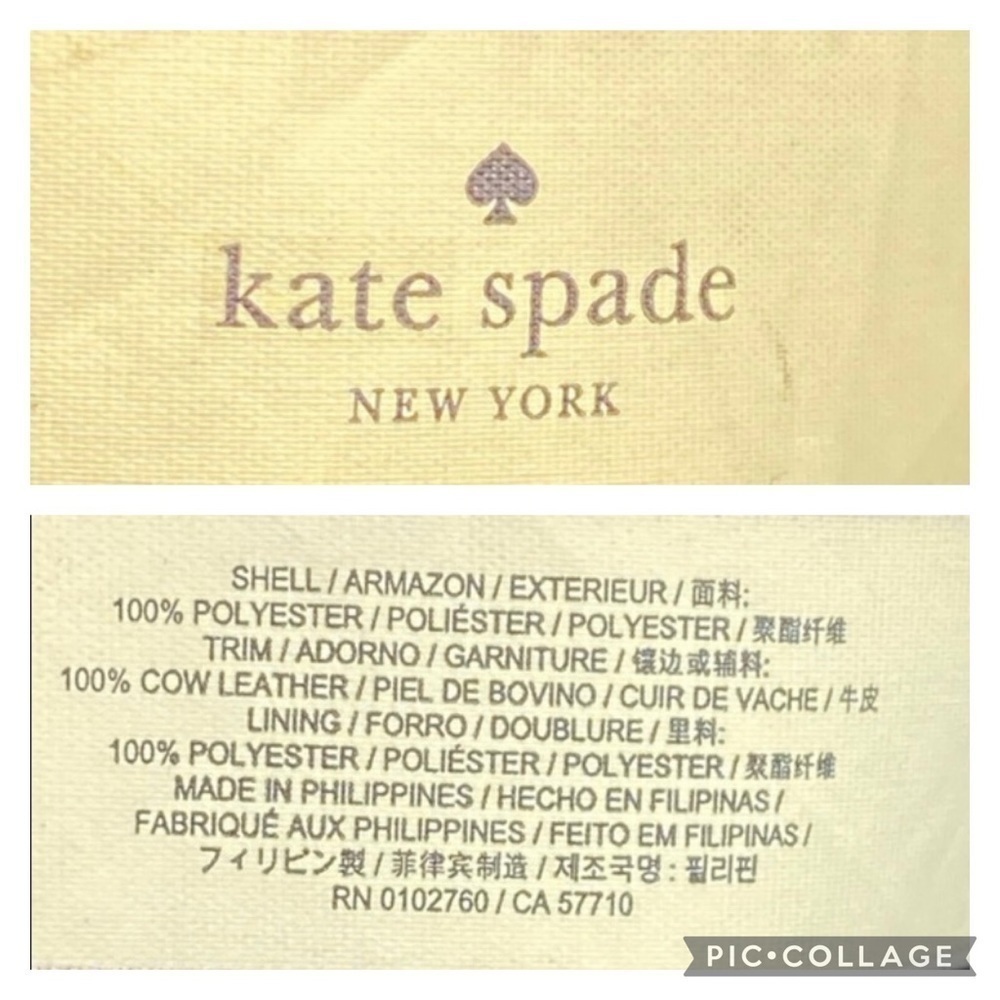 kate spade
NEW YORK
SHELL / ARMAZON / EXTERIEUR / 面料:
100% POLYESTER / POLIÉSTER / POLYESTER / 聚酯纤维
TRIM / ADORNO / GARNITURE / 镶边或辅料:
100% COW LEATHER / PIEL DE BOVINO / CUIR DE VACHE / 牛皮
LINING / FORRO / DOUBLURE / 里料:
100% POLYESTER / POLIÉSTER / POLYESTER / 聚酯纤维
MADE IN PHILIPPINES / HECHO EN FILIPINAS /
FABRIQUÉ AUX PHILIPPINES / FEITO EM FILIPINAS /
フィリピン製 / 菲律宾制造 / 제조국명 : 필리핀
RN 0102760 / CA 57710
PIC•COLLAGE